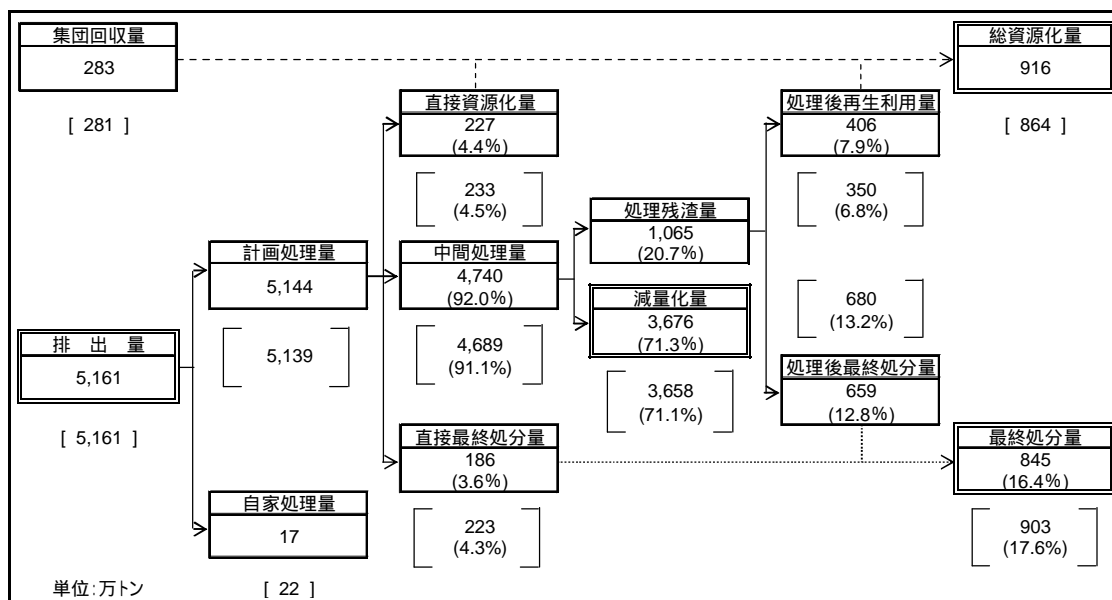 集団回収量
283
[ 281 ]
総資源化量
916
[ 864 ]
直接資源化量
227
(4.4%)
233
(4.5%)
処理後再生利用量
406
(7.9%)
350
(6.8%)
処理残渣量
1,065
(20.7%)
計画処理量
5,144
5,139
中間処理量
4,740
(92.0%)
4,689
(91.1%)
減量化量
3,676
(71.3%)
3,658
(71.1%)
680
(13.2%)
排 出 量
5,161
[ 5,161 ]
処理後最終処分量
659
(12.8%)
直接最終処分量
186
(3.6%)
223
(4.3%)
最終処分量
845
(16.4%)
903
(17.6%)
自家処理量
17
[ 22 ]
単位:万トン